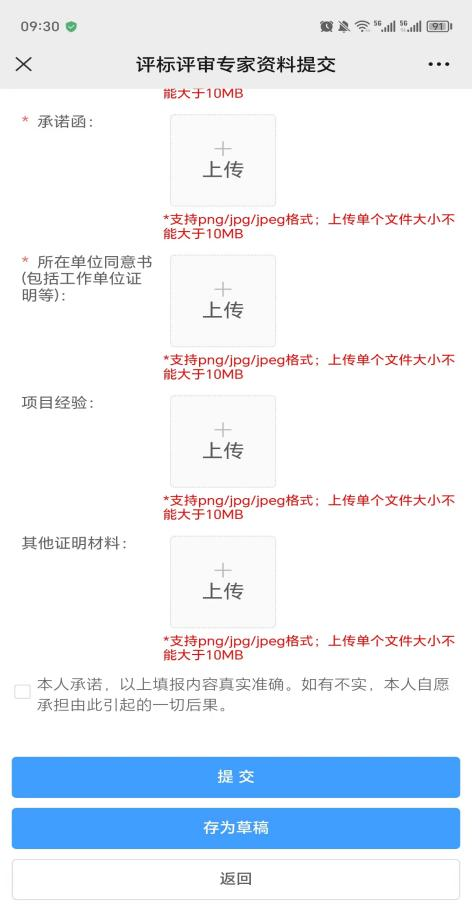 09:30
5G 5G 91
评标评审专家资料提交
能大于10MB
* 承诺函:
上传
*支持png/jpg/jpeg格式；上传单个文件大小不
能大于10MB
* 所在单位同意书
(包括工作单位证
明等):
上传
*支持png/jpg/jpeg格式；上传单个文件大小不
能大于10MB
项目经验:
上传
*支持png/jpg/jpeg格式；上传单个文件大小不
能大于10MB
其他证明材料:
上传
*支持png/jpg/jpeg格式；上传单个文件大小不
能大于10MB
本人承诺，以上填报内容真实准确。如有不实，本人自愿
承担由此引起的一切后果。
提 交
存为草稿
返回